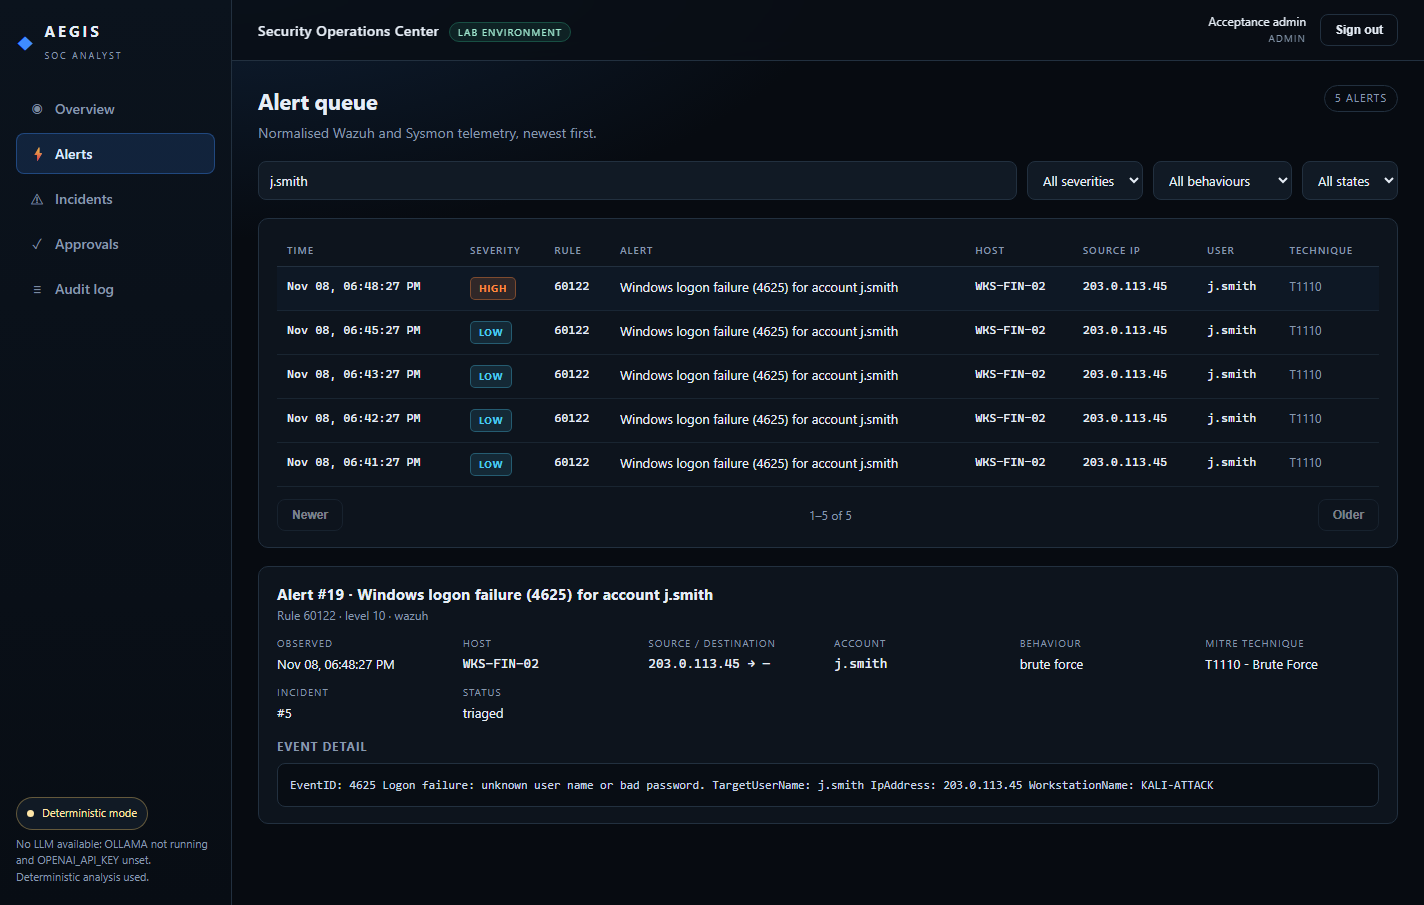 AEGIS
SOC ANALYST
Overview
Alerts
Incidents
Approvals
Audit log
Deterministic mode
No LLM available: OLLAMA not running
and OPENAI_API_KEY unset.
Deterministic analysis used.
Security Operations Center LAB ENVIRONMENT
Acceptance admin
ADMIN
Sign out
Alert queue
5 ALERTS
Normalised Wazuh and Sysmon telemetry, newest first.
j.smith All severities All behaviours All states
TIME SEVERITY RULE ALERT HOST SOURCE IP USER TECHNIQUE
Nov 08, 06:48:27 PM HIGH 60122 Windows logon failure (4625) for account j.smith WKS-FIN-02 203.0.113.45 j.smith T1110
Nov 08, 06:45:27 PM LOW 60122 Windows logon failure (4625) for account j.smith WKS-FIN-02 203.0.113.45 j.smith T1110
Nov 08, 06:43:27 PM LOW 60122 Windows logon failure (4625) for account j.smith WKS-FIN-02 203.0.113.45 j.smith T1110
Nov 08, 06:42:27 PM LOW 60122 Windows logon failure (4625) for account j.smith WKS-FIN-02 203.0.113.45 j.smith T1110
Nov 08, 06:41:27 PM LOW 60122 Windows logon failure (4625) for account j.smith WKS-FIN-02 203.0.113.45 j.smith T1110
Newer 1–5 of 5 Older
Alert #19 · Windows logon failure (4625) for account j.smith
Rule 60122 · level 10 · wazuh
OBSERVED HOST SOURCE / DESTINATION ACCOUNT BEHAVIOUR MITRE TECHNIQUE
Nov 08, 06:48:27 PM WKS-FIN-02 203.0.113.45 → — j.smith brute force T1110 - Brute Force
INCIDENT STATUS
#5 triaged
EVENT DETAIL
EventID: 4625 Logon failure: unknown user name or bad password. TargetUserName: j.smith IpAddress: 203.0.113.45 WorkstationName: KALI-ATTACK